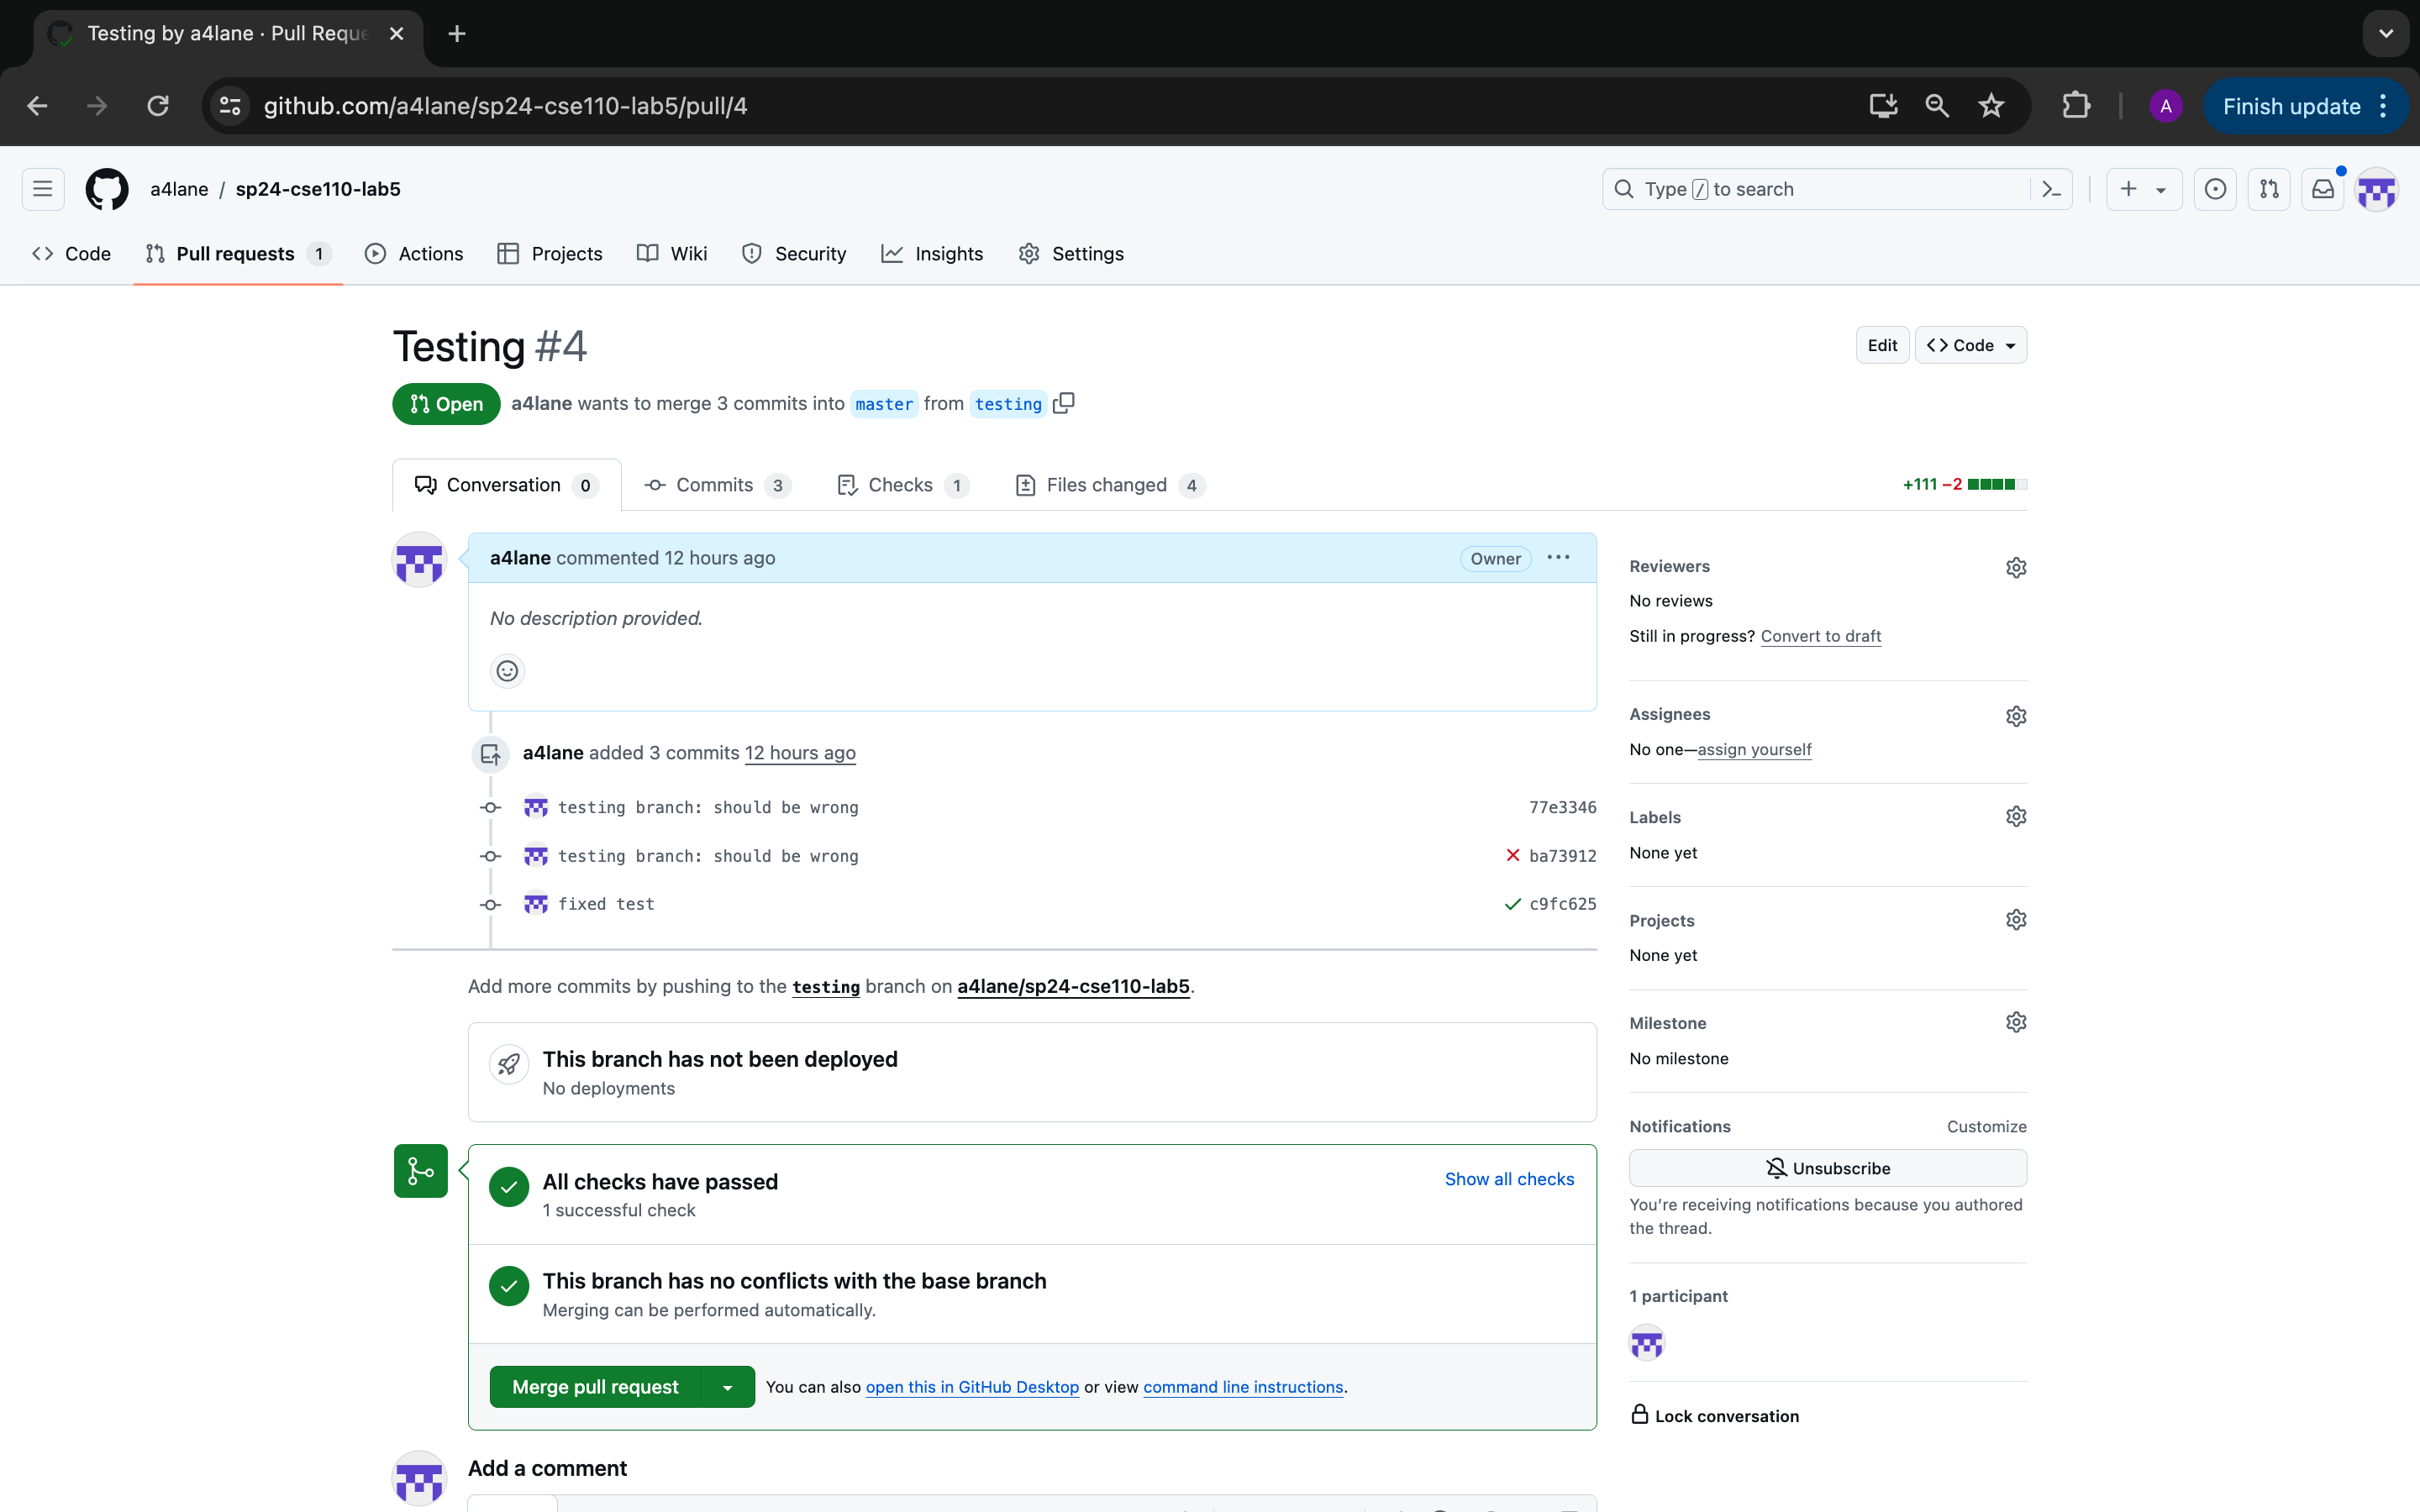 Testing by a4lane · Pull Reque
github.com/a4lane/sp24-cse110-lab5/pull/4
A
Finish update
a4lane / sp24-cse110-lab5
Type / to search
Code
Pull requests 1
Actions
Projects
Wiki
Security
Insights
Settings
Testing #4
Edit
Code
Open
a4lane wants to merge 3 commits into master from testing
Conversation 0
Commits 3
Checks 1
Files changed 4
+111 −2
a4lane commented 12 hours ago
Owner
No description provided.
a4lane added 3 commits 12 hours ago
testing branch: should be wrong 77e3346
testing branch: should be wrong ba73912
fixed test c9fc625
Add more commits by pushing to the testing branch on a4lane/sp24-cse110-lab5.
This branch has not been deployed
No deployments
All checks have passed
1 successful check
Show all checks
This branch has no conflicts with the base branch
Merging can be performed automatically.
Merge pull request
You can also open this in GitHub Desktop or view command line instructions.
Add a comment
Reviewers
No reviews
Still in progress? Convert to draft
Assignees
No one—assign yourself
Labels
None yet
Projects
None yet
Milestone
No milestone
Notifications
Customize
Unsubscribe
You're receiving notifications because you authored
the thread.
1 participant
Lock conversation